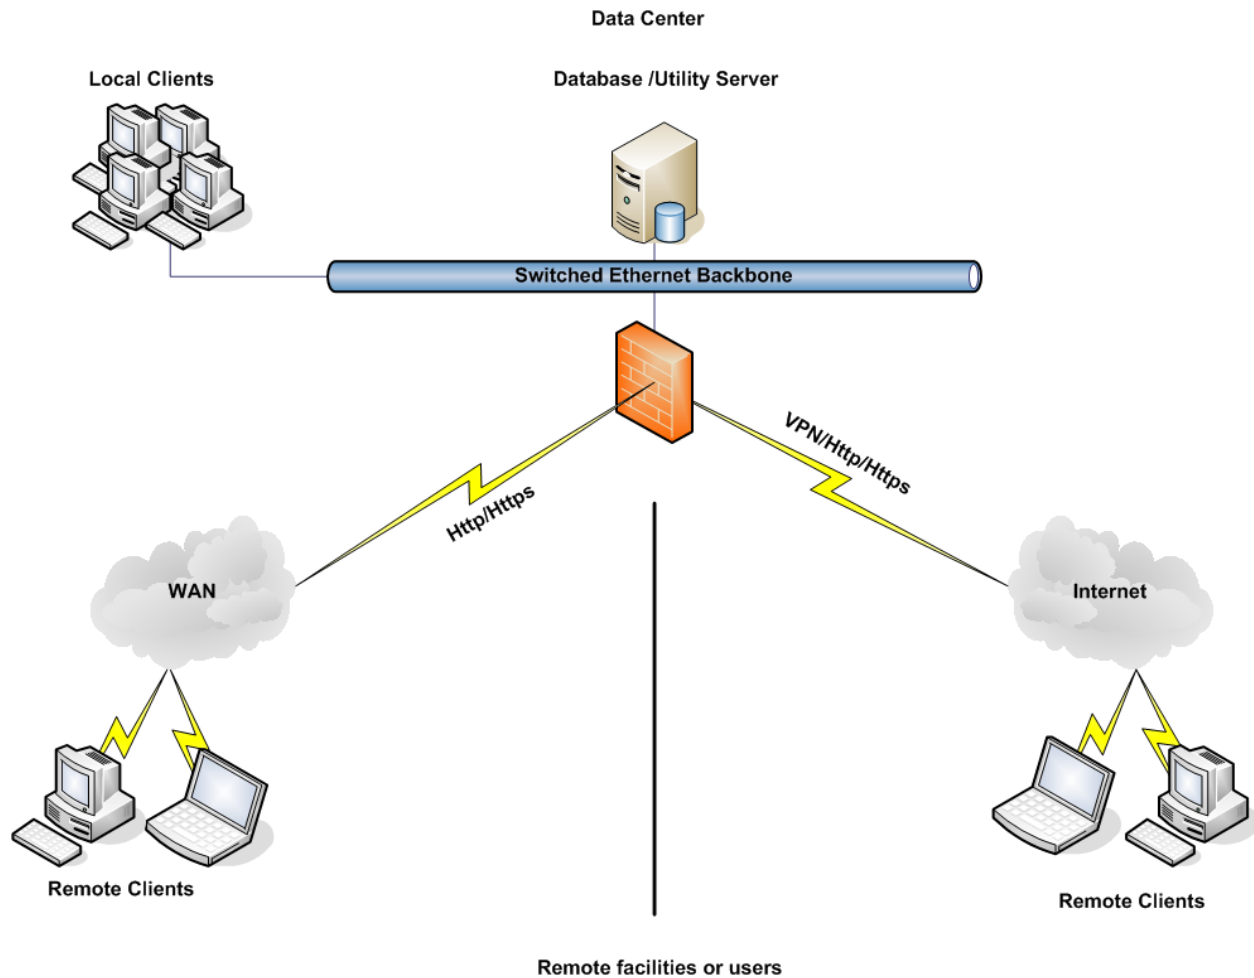 Data Center
Local Clients
Database /Utility Server
Switched Ethernet Backbone
VPN/Http/Https
Http/Https
WAN
Internet
Remote Clients
Remote Clients
Remote facilities or users